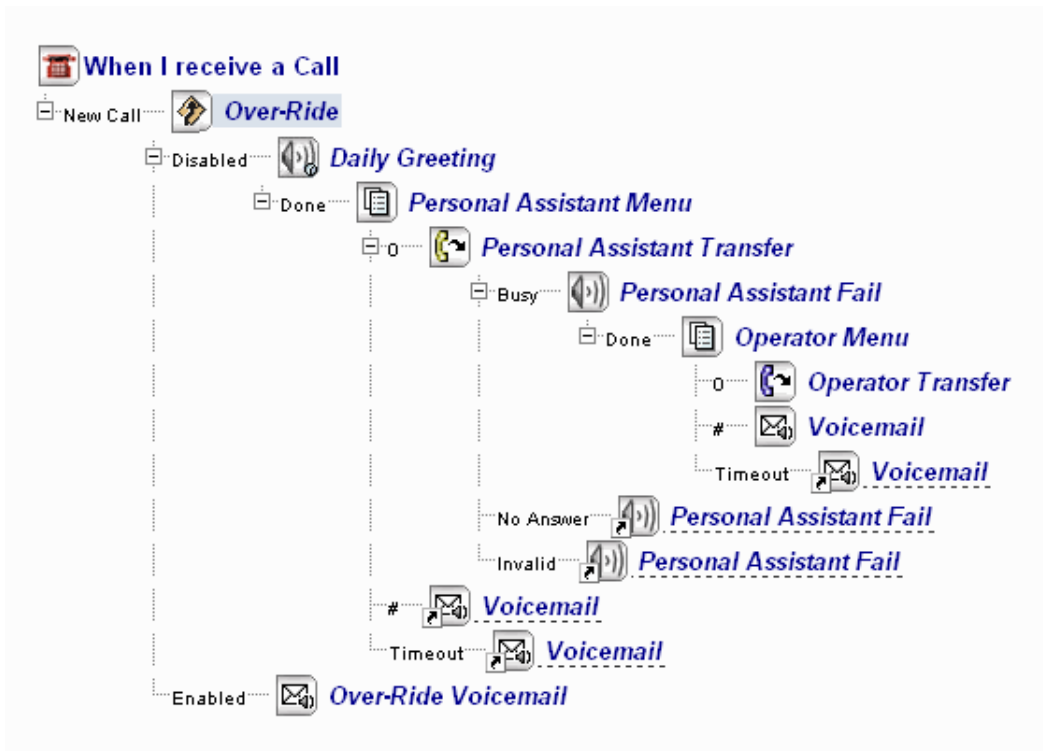 When I receive a Call
New Call Over-Ride
Disabled Daily Greeting
Done Personal Assistant Menu
0 Personal Assistant Transfer
Busy Personal Assistant Fail
Done Operator Menu
0 Operator Transfer
# Voicemail
Timeout Voicemail
No Answer Personal Assistant Fail
Invalid Personal Assistant Fail
# Voicemail
Timeout Voicemail
Enabled Over-Ride Voicemail